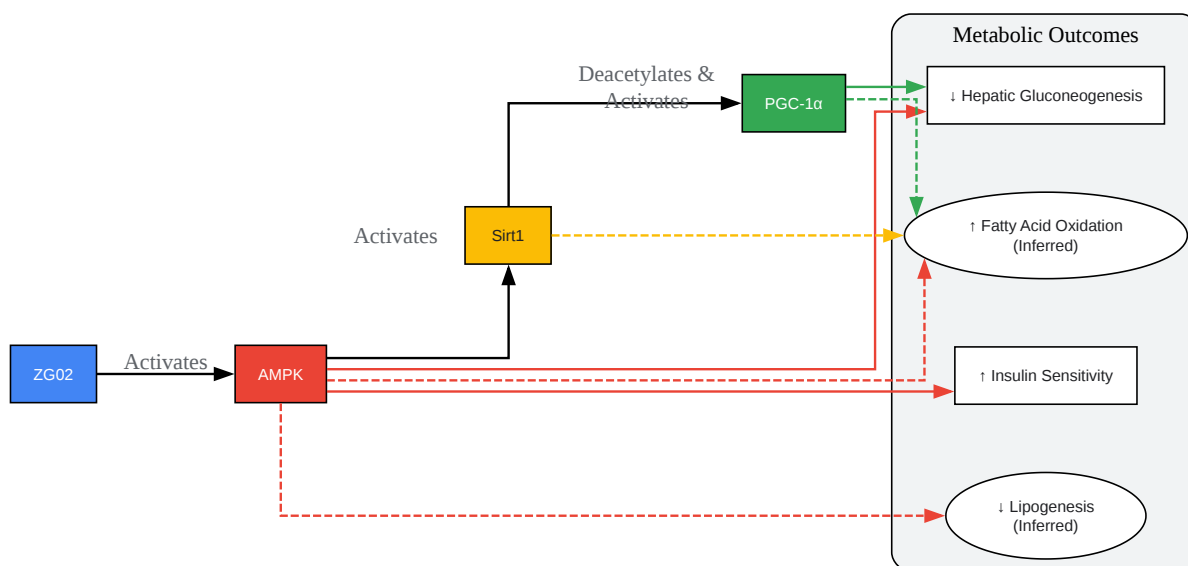 Metabolic Outcomes
Deacetylates &
Activates
PGC-1α
↓ Hepatic Gluconeogenesis
Activates
Sirt1
↑ Fatty Acid Oxidation
(Inferred)
ZG02
Activates
AMPK
↑ Insulin Sensitivity
↓ Lipogenesis
(Inferred)